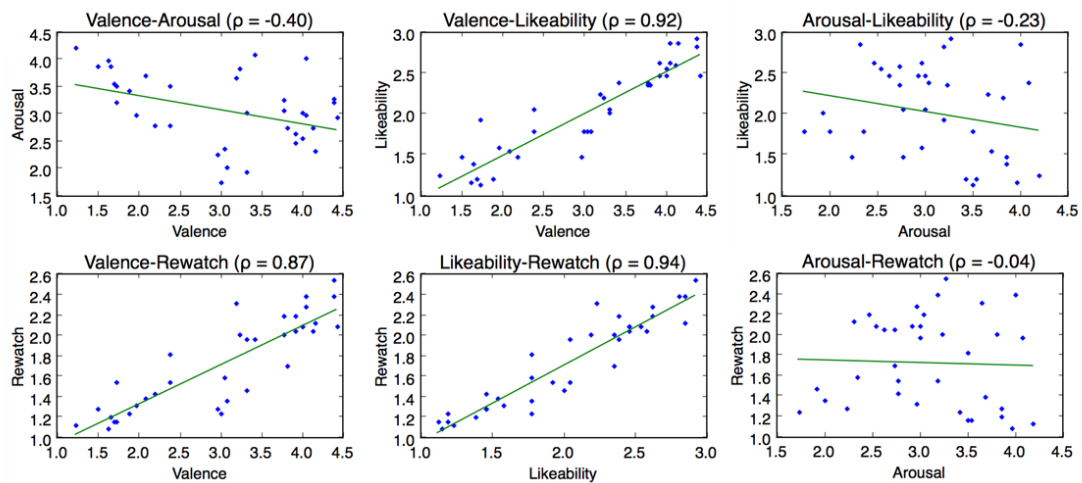 Valence-Arousal (ρ = -0.40)
4.5
4.0
3.5
3.0
2.5
2.0
1.5
Arousal
1.0 1.5 2.0 2.5 3.0 3.5 4.0 4.5
Valence
Valence-Likeability (ρ = 0.92)
3.0
2.5
2.0
1.5
1.0
Likeability
1.0 1.5 2.0 2.5 3.0 3.5 4.0 4.5
Valence
Arousal-Likeability (ρ = -0.23)
3.0
2.5
2.0
1.5
1.0
Likeability
1.5 2.0 2.5 3.0 3.5 4.0 4.5
Arousal
Valence-Rewatch (ρ = 0.87)
2.6
2.4
2.2
2.0
1.8
1.6
1.4
1.2
1.0
Rewatch
1.0 1.5 2.0 2.5 3.0 3.5 4.0 4.5
Valence
Likeability-Rewatch (ρ = 0.94)
2.6
2.4
2.2
2.0
1.8
1.6
1.4
1.2
1.0
Rewatch
1.0 1.5 2.0 2.5 3.0
Likeability
Arousal-Rewatch (ρ = -0.04)
2.6
2.4
2.2
2.0
1.8
1.6
1.4
1.2
1.0
Rewatch
1.5 2.0 2.5 3.0 3.5 4.0 4.5
Arousal